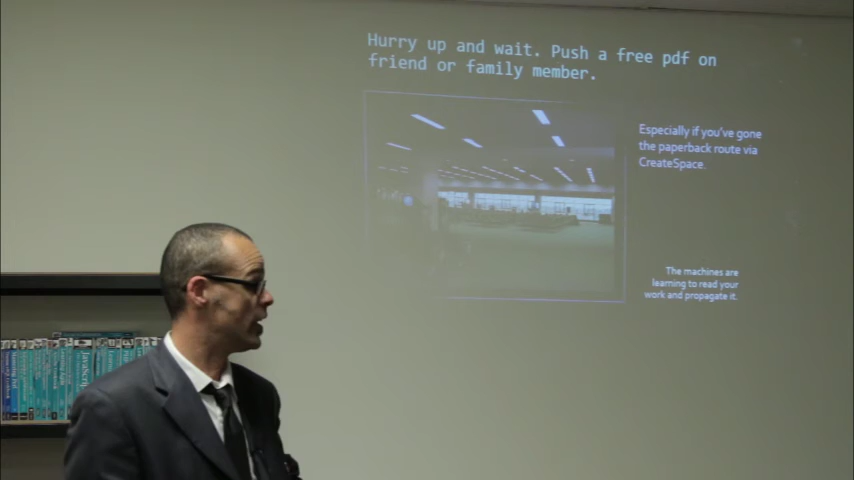 Hurry up and wait. Push a free pdf on
friend or family member.
Especially if you've gone
the paperback route via
CreateSpace.
The machines are
learning to read your
work and propagate it.
JavaScript